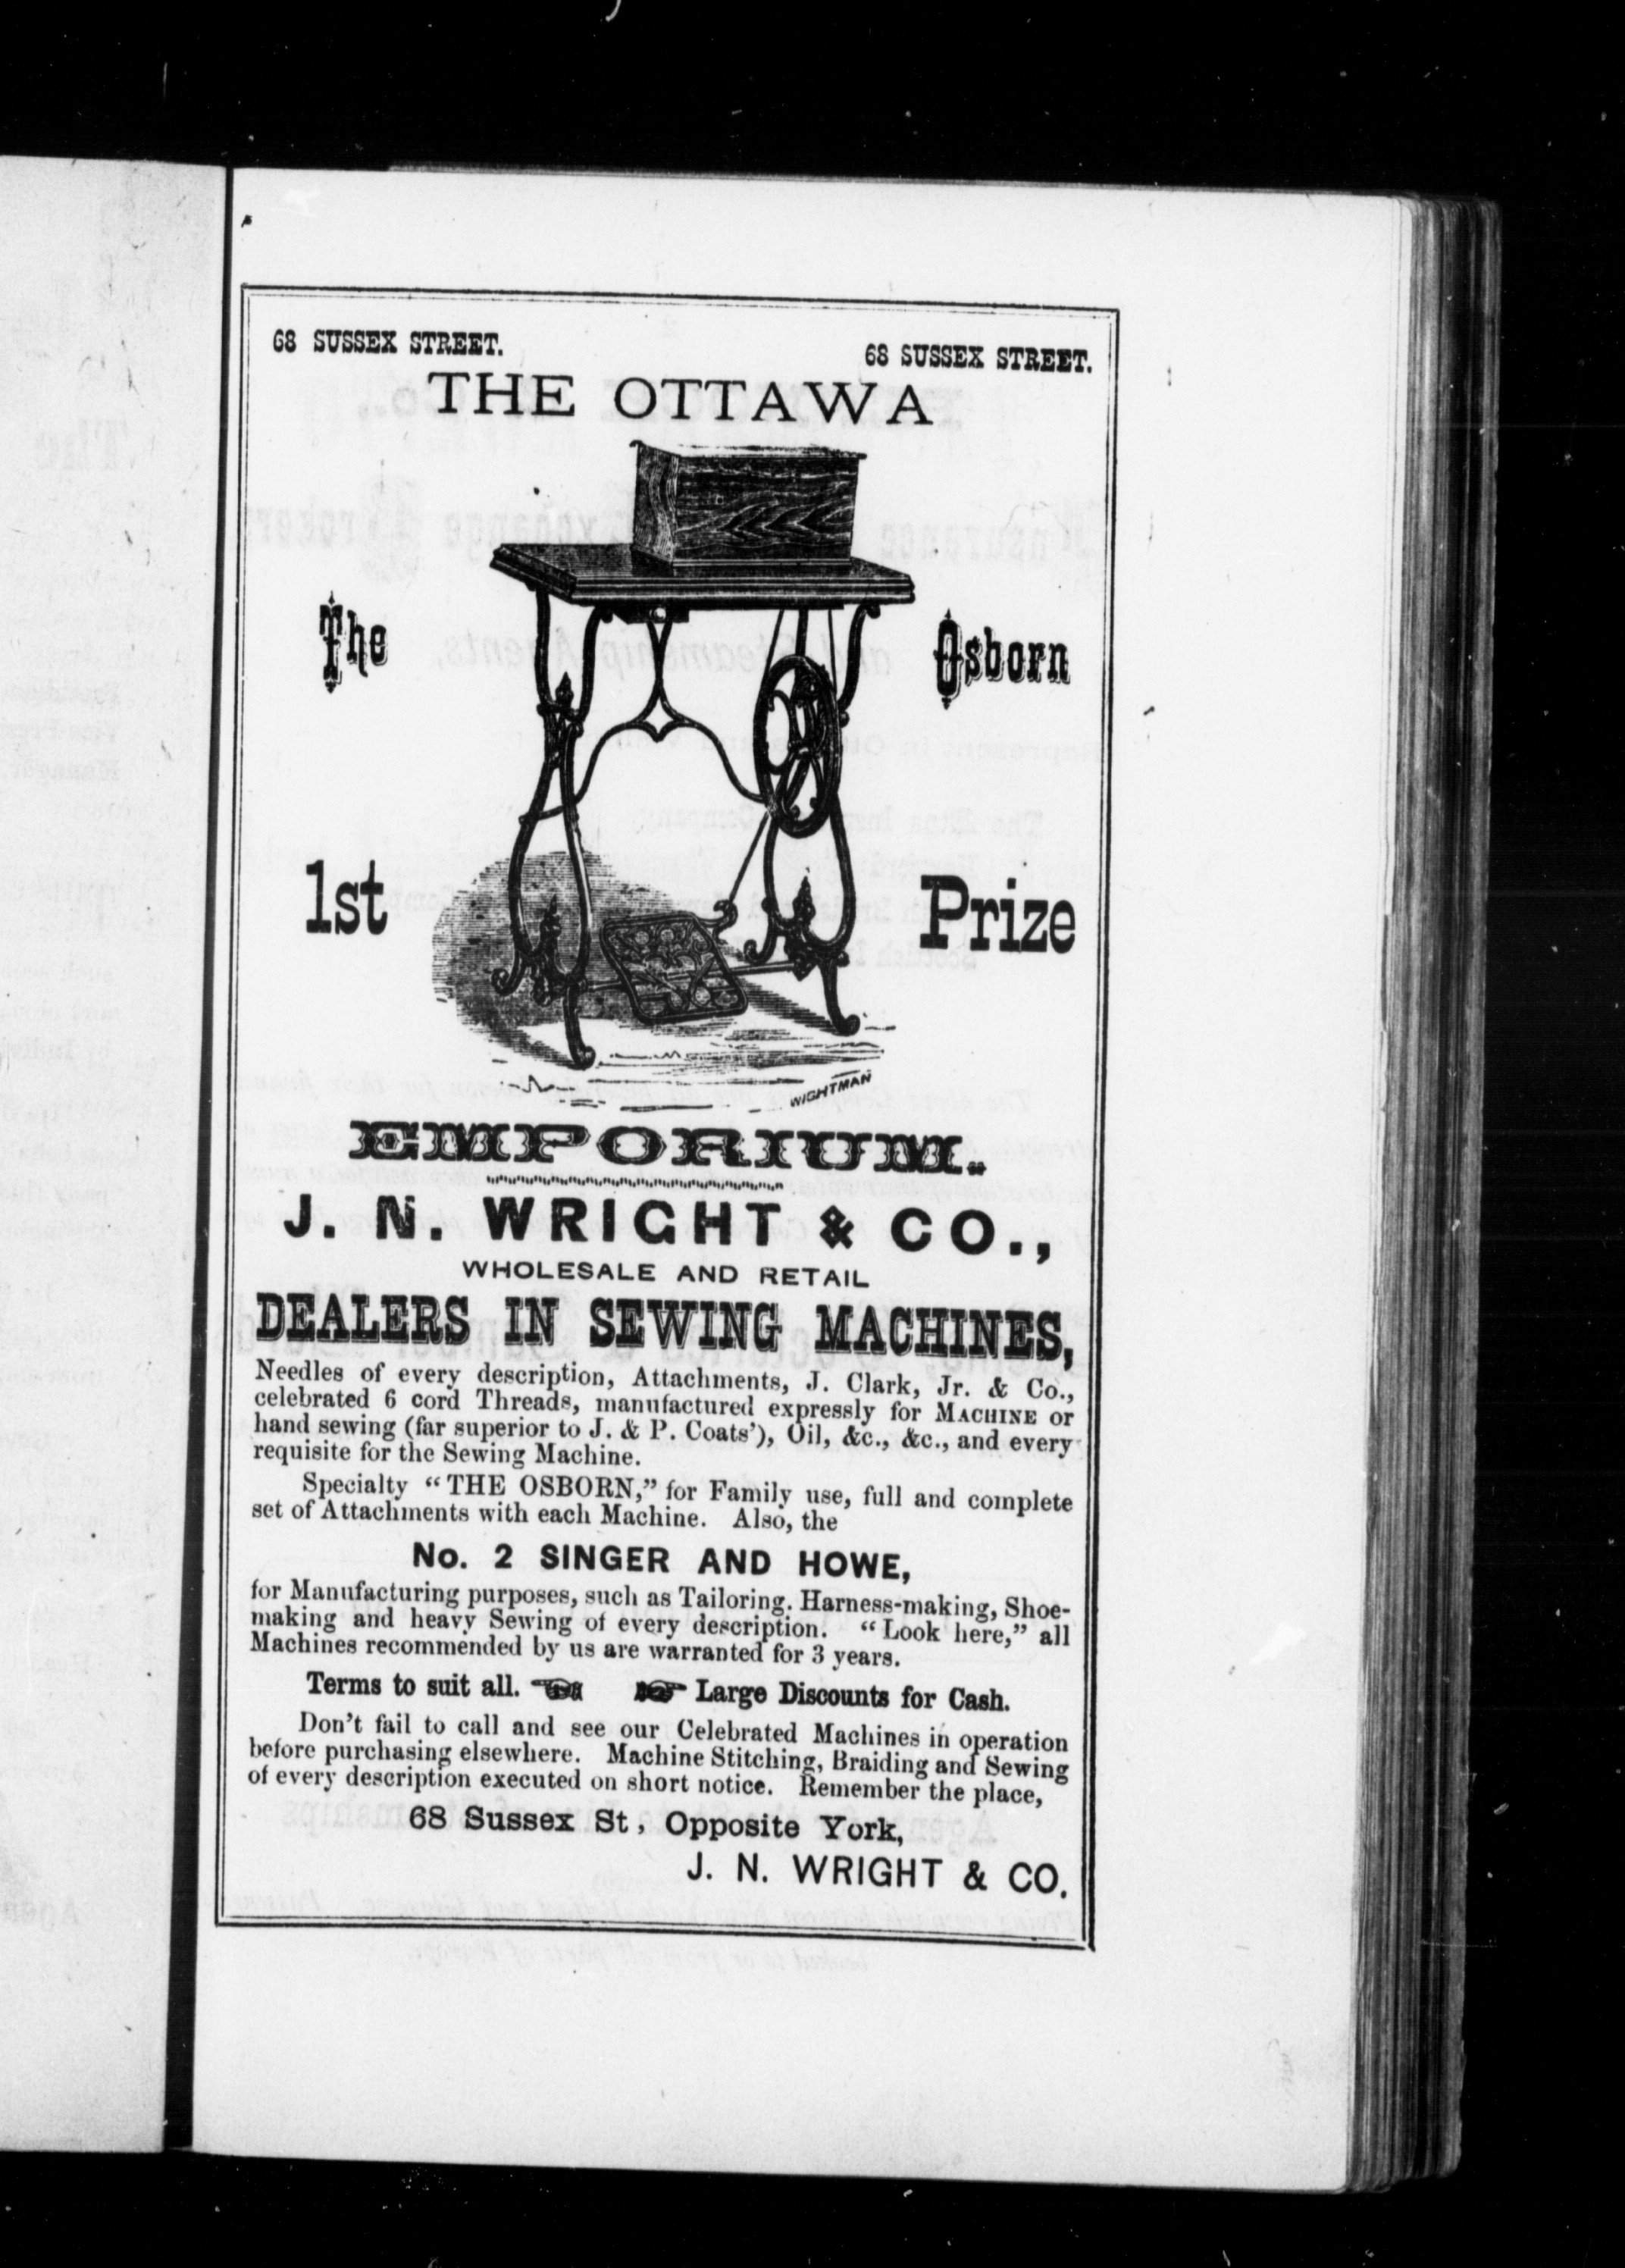 68 SUSSEX STREET. 68 SUSSEX STREET.
THE OTTAWA
The Osborn
1st Prize
WIGHTMAN
EMPORIUM.
J. N. WRIGHT & CO.,
WHOLESALE AND RETAIL
DEALERS IN SEWING MACHINES,
Needles of every description, Attachments, J. Clark, Jr. & Co.,
celebrated 6 cord Threads, manufactured expressly for MACHINE or
hand sewing (far superior to J. & P. Coats'), Oil, &c., &c., and every
requisite for the Sewing Machine.
Specialty "THE OSBORN," for Family use, full and complete
set of Attachments with each Machine. Also, the
No. 2 SINGER AND HOWE,
for Manufacturing purposes, such as Tailoring. Harness-making, Shoe-
making and heavy Sewing of every description. "Look here," all
Machines recommended by us are warranted for 3 years.
Terms to suit all. Large Discounts for Cash.
Don't fail to call and see our Celebrated Machines in operation
before purchasing elsewhere. Machine Stitching, Braiding and Sewing
of every description executed on short notice. Remember the place,
68 Sussex St, Opposite York,
J. N. WRIGHT & CO.